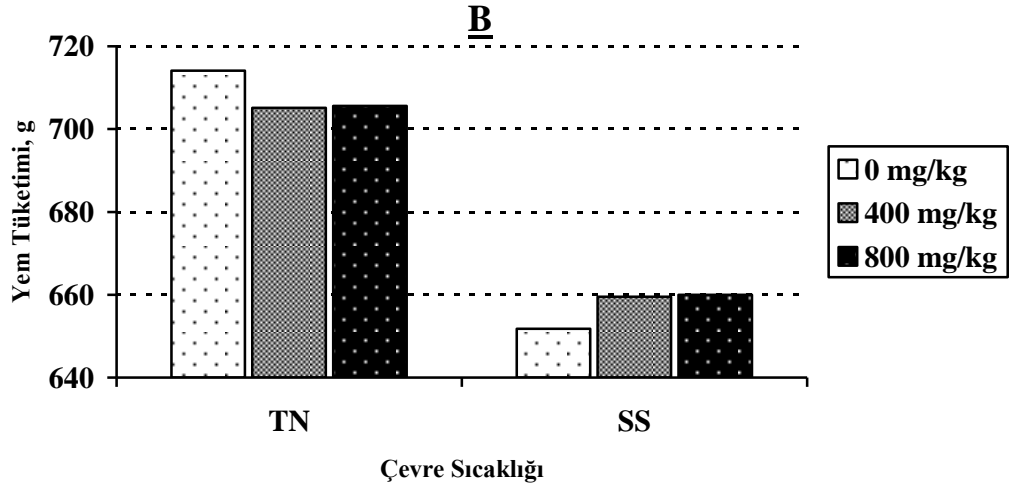 B
720
700
680
660
640
Yem Tüketimi, g
TN
SS
Çevre Sıcaklığı
0 mg/kg
400 mg/kg
800 mg/kg